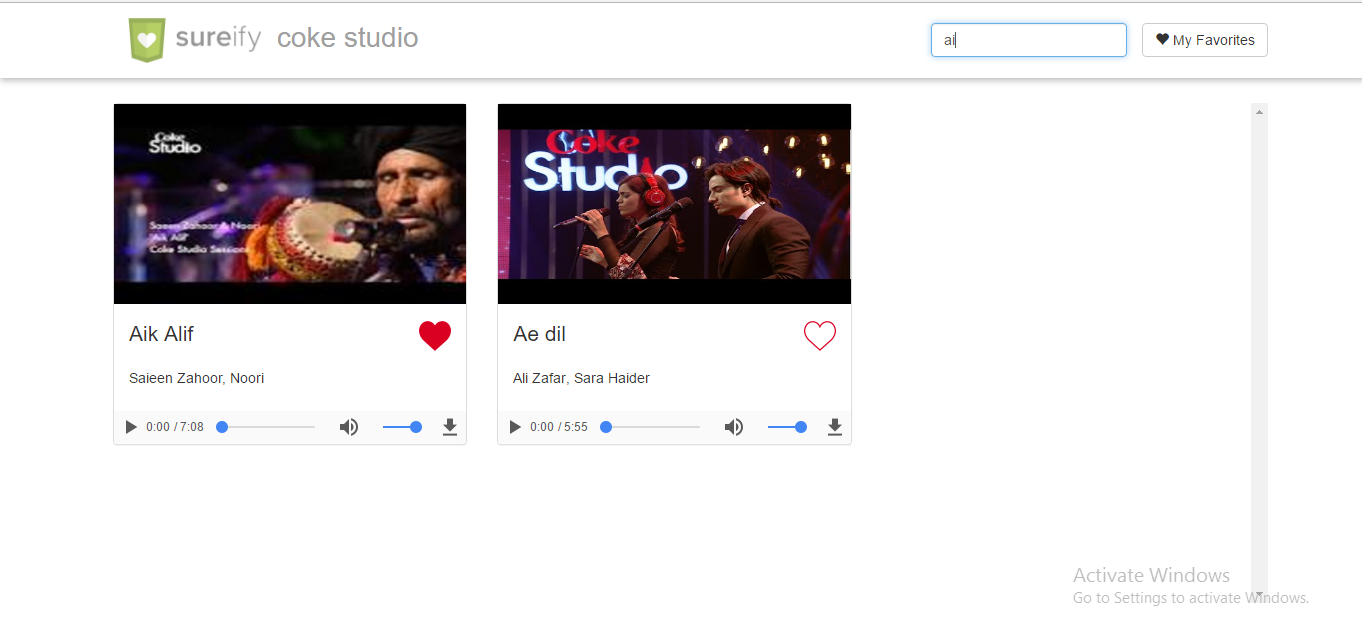 sureify coke studio
ai
My Favorites
Coke
Studio
Saeen Zahoor & Noori
"Aik Alif"
Coke Studio Sessions
Coke
Studio
Aik Alif
Saieen Zahoor, Noori
0:00 / 7:08
Ae dil
Ali Zafar, Sara Haider
0:00 / 5:55
Activate Windows
Go to Settings to activate Windows.